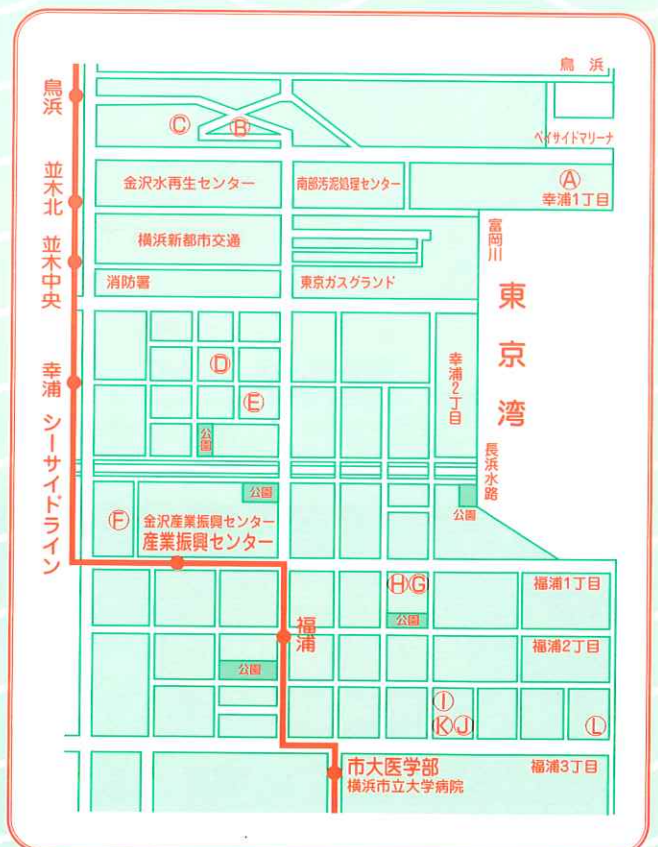 鳥浜
鳥浜
ベイサイドマリーナ
Ⓒ
Ⓑ
並木北
金沢水再生センター
南部汚泥処理センター
Ⓐ
幸浦1丁目
富岡川
横浜新都市交通
並木中央
消防署
東京ガスグランド
東京湾
幸浦
Ⓓ
幸浦2丁目
Ⓔ
シーサイドライン
公園
長浜水路
公園
公園
Ⓕ
金沢産業振興センター
産業振興センター
ⒽⒼ
福浦1丁目
公園
福浦
福浦2丁目
公園
Ⓘ
ⓀⒿ
Ⓛ
市大医学部
横浜市立大学病院
福浦3丁目